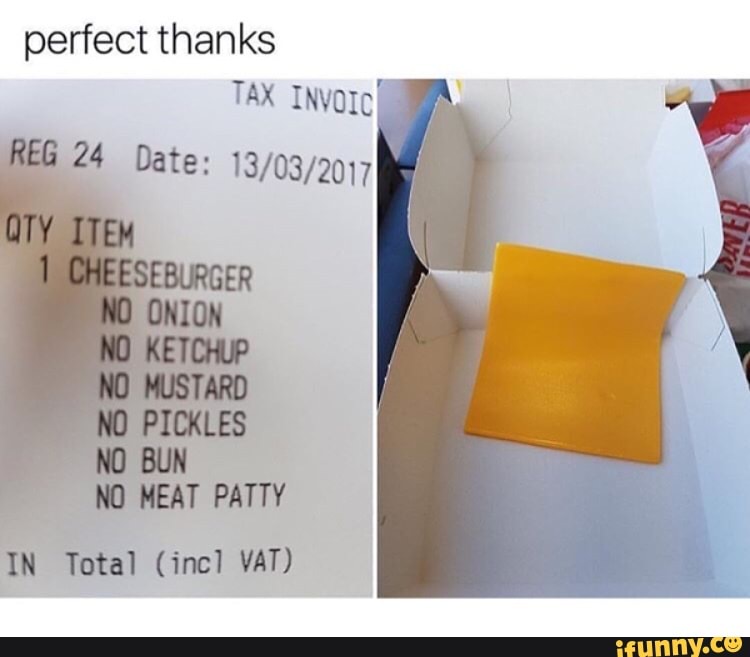 perfect thanks
TAX INVOIC
REG 24 Date: 13/03/2017
QTY ITEM
1 CHEESEBURGER
NO ONION
NO KETCHUP
NO MUSTARD
NO PICKLES
NO BUN
NO MEAT PATTY
IN Total (incl VAT)
ifunny.co